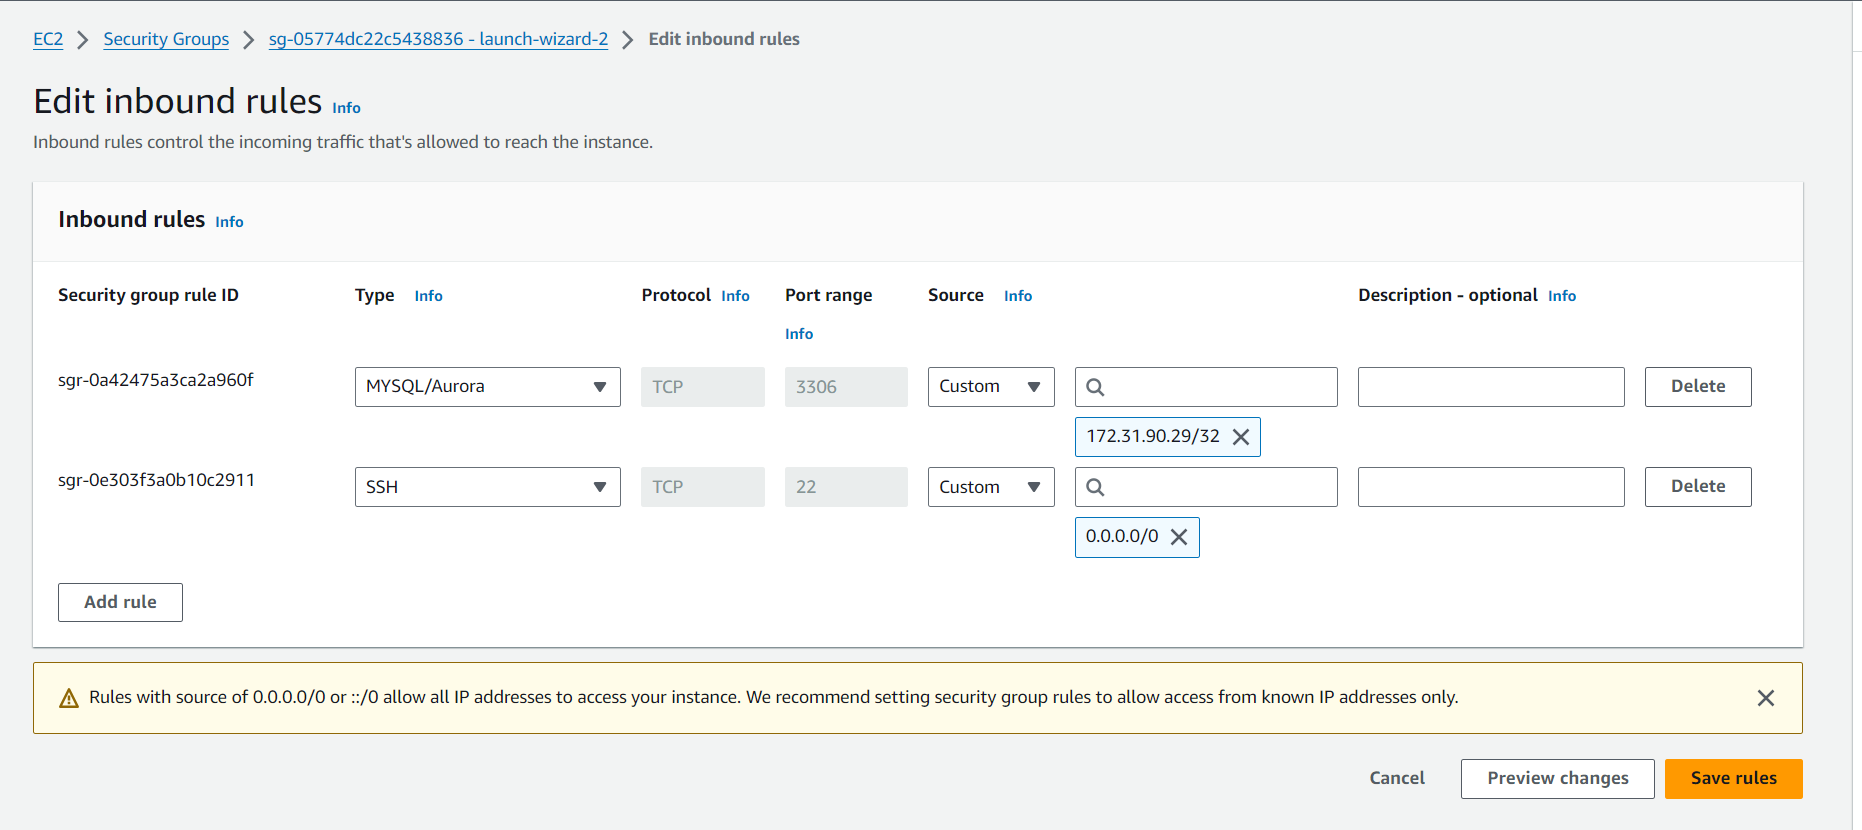 EC2 > Security Groups > sg-05774dc22c5438836 - launch-wizard-2 > Edit inbound rules
Edit inbound rules Info
Inbound rules control the incoming traffic that's allowed to reach the instance.
Inbound rules Info
Security group rule ID Type Info Protocol Info Port range Info Source Info Description - optional Info
sgr-0a42475a3ca2a960f MYSQL/Aurora TCP 3306 Custom Delete
172.31.90.29/32
sgr-0e303f3a0b10c2911 SSH TCP 22 Custom Delete
0.0.0.0/0
Add rule
Rules with source of 0.0.0.0/0 or ::/0 allow all IP addresses to access your instance. We recommend setting security group rules to allow access from known IP addresses only.
Cancel Preview changes Save rules